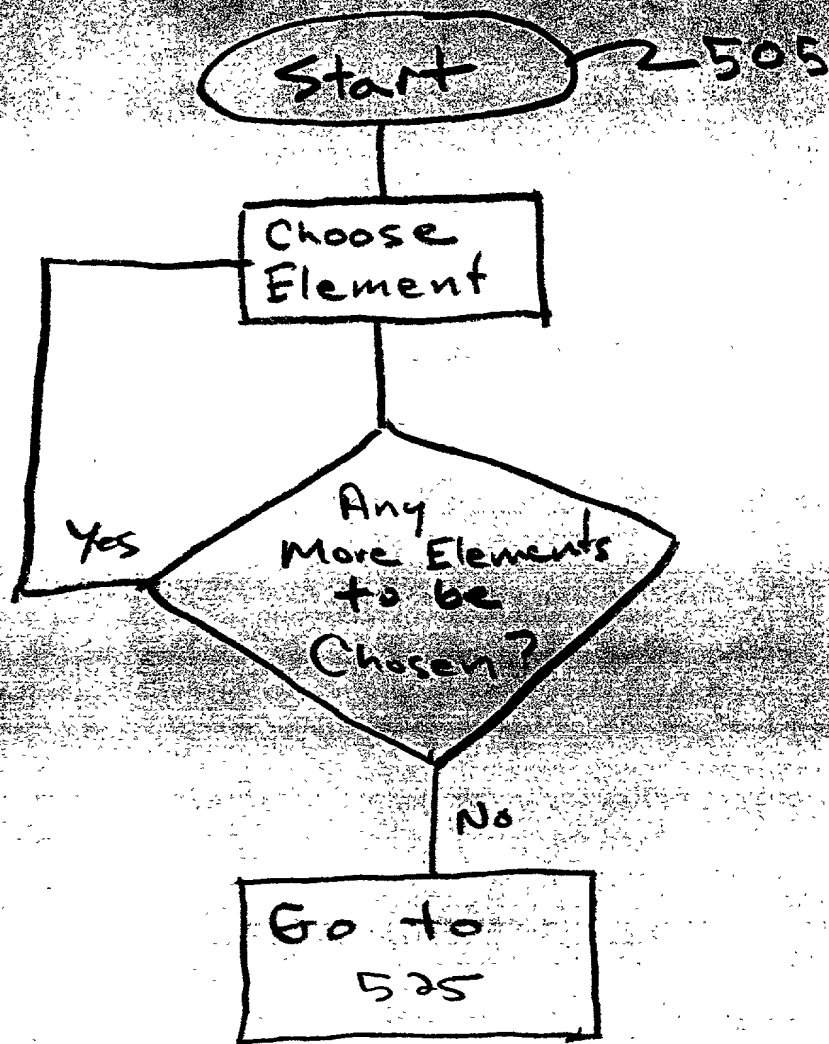 Start
505
Choose
Element
Any
More Elements
to be
Chosen?
Yes
No
Go to
525